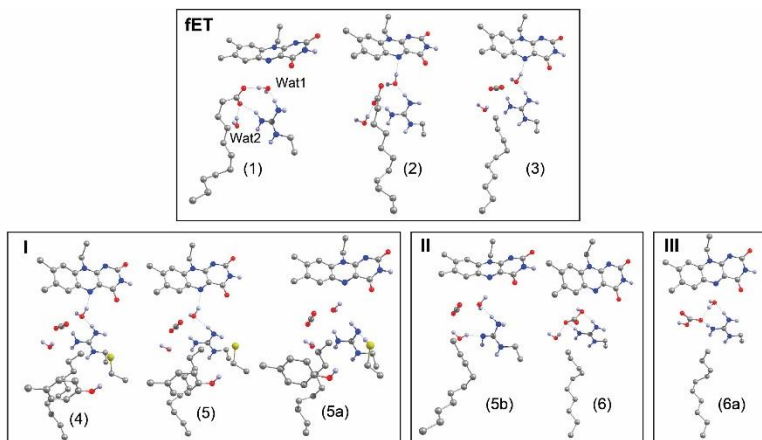 fET
Wat1
Wat2
(1)
(2)
(3)
I
II
III
(4)
(5)
(5a)
(5b)
(6)
(6a)